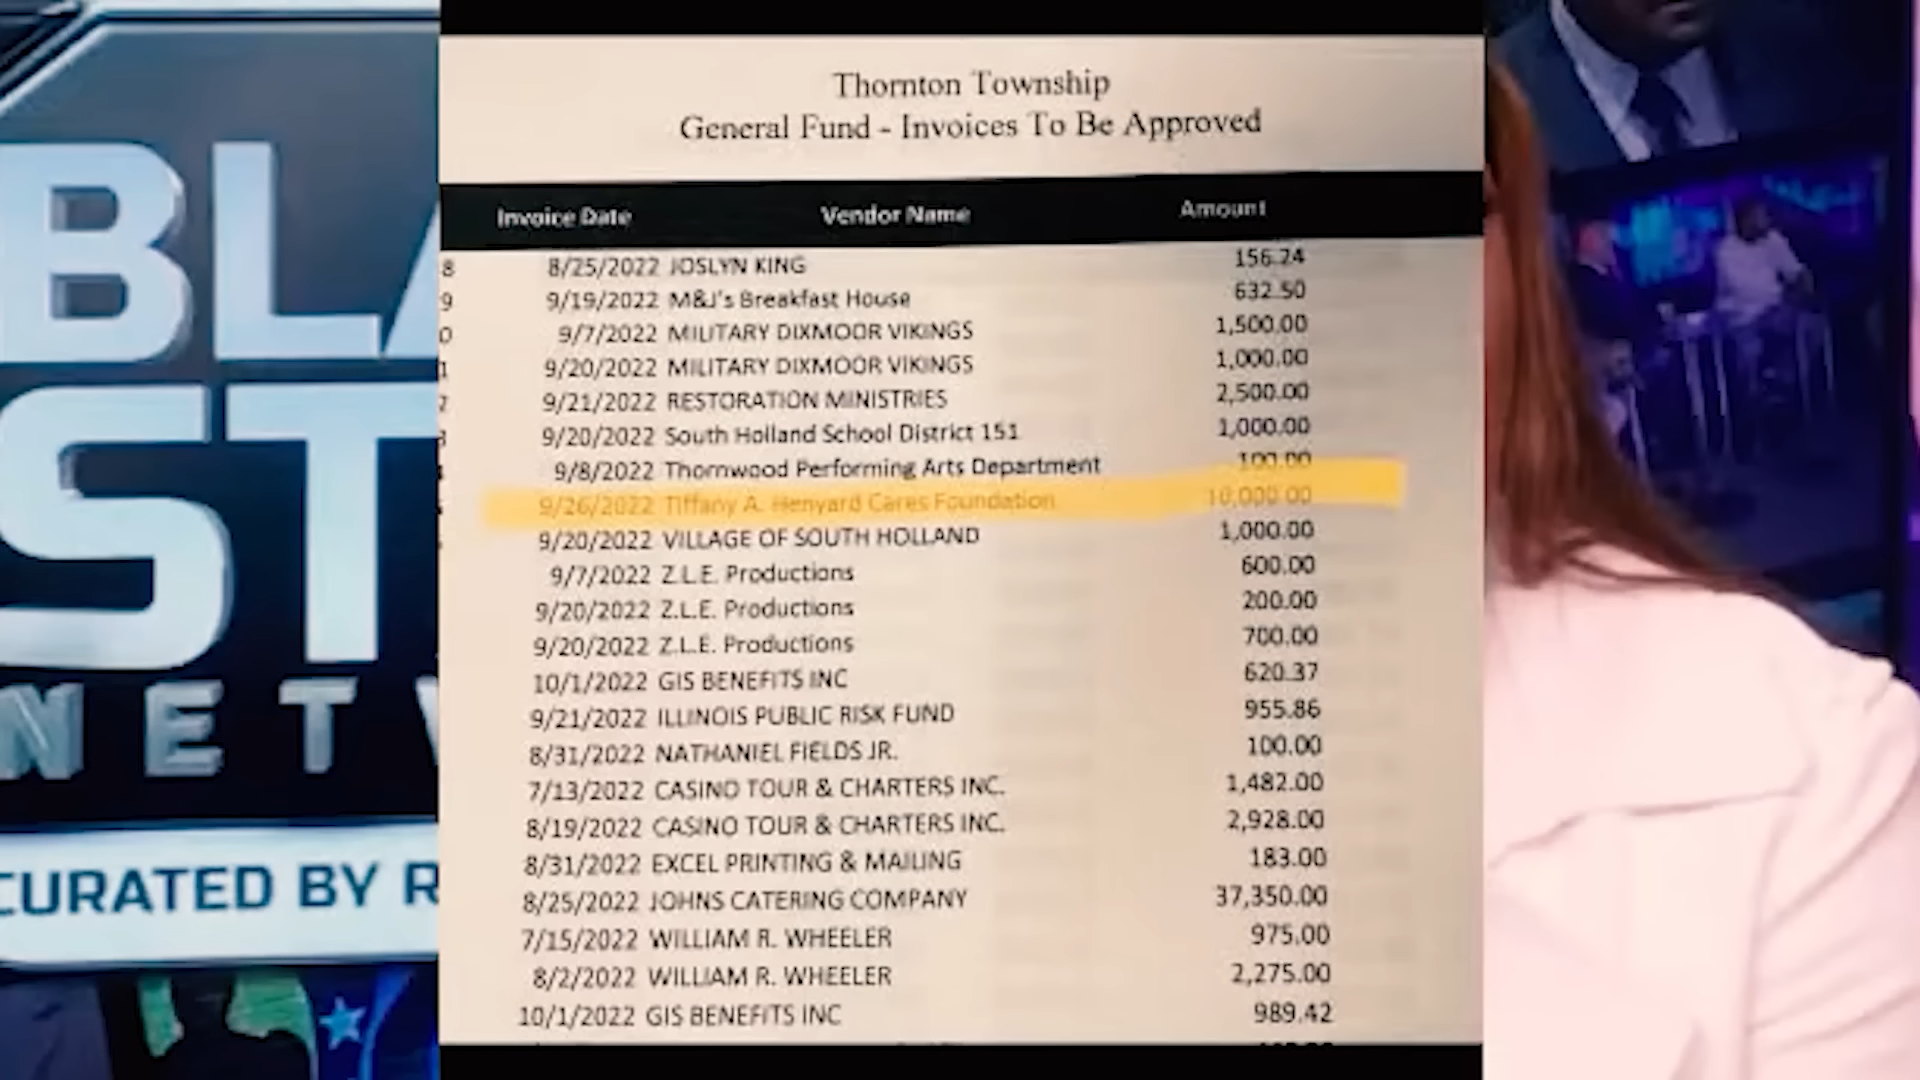 BLA
ST
NETW
CURATED BY R
Thornton Township
General Fund - Invoices To Be Approved
Invoice Date Vendor Name Amount
8 8/25/2022 JOSLYN KING 156.24
9 9/19/2022 M&J's Breakfast House 632.50
0 9/7/2022 MILITARY DIXMOOR VIKINGS 1,500.00
1 9/20/2022 MILITARY DIXMOOR VIKINGS 1,000.00
2 9/21/2022 RESTORATION MINISTRIES 2,500.00
3 9/20/2022 South Holland School District 151 1,000.00
9/8/2022 Thornwood Performing Arts Department 100.00
9/26/2022 Tiffany A. Henyard Cares Foundation 10,000.00
9/20/2022 VILLAGE OF SOUTH HOLLAND 1,000.00
9/7/2022 Z.L.E. Productions 600.00
9/20/2022 Z.L.E. Productions 200.00
9/20/2022 Z.L.E. Productions 700.00
10/1/2022 GIS BENEFITS INC 620.37
9/21/2022 ILLINOIS PUBLIC RISK FUND 955.86
8/31/2022 NATHANIEL FIELDS JR. 100.00
7/13/2022 CASINO TOUR & CHARTERS INC. 1,482.00
8/19/2022 CASINO TOUR & CHARTERS INC. 2,928.00
8/31/2022 EXCEL PRINTING & MAILING 183.00
8/25/2022 JOHNS CATERING COMPANY 37,350.00
7/15/2022 WILLIAM R. WHEELER 975.00
8/2/2022 WILLIAM R. WHEELER 2,275.00
10/1/2022 GIS BENEFITS INC 989.42